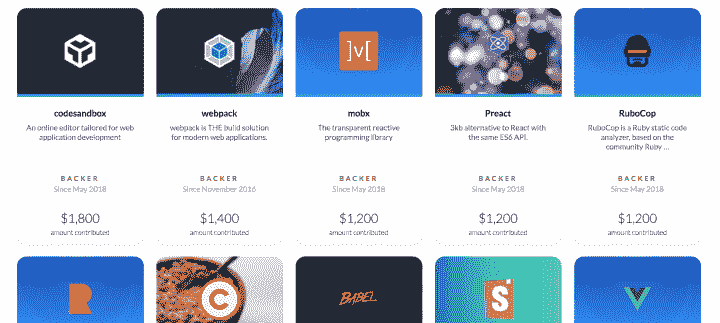 ]v[
codesandbox
An online editor tailored for web
application development
BACKER
Since May 2018
$1,800
amount contributed
webpack
webpack is THE build solution
for modern web applications.
BACKER
Since November 2016
$1,400
amount contributed
mobx
The transparent reactive
programming library
BACKER
Since May 2018
$1,200
amount contributed
Preact
3kb alternative to React with
the same ES6 API.
BACKER
Since May 2018
$1,200
amount contributed
RuboCop
RuboCop is a Ruby static code
analyzer, based on the
community Ruby ...
BACKER
Since May 2018
$1,200
amount contributed
R
C
BABEL
S